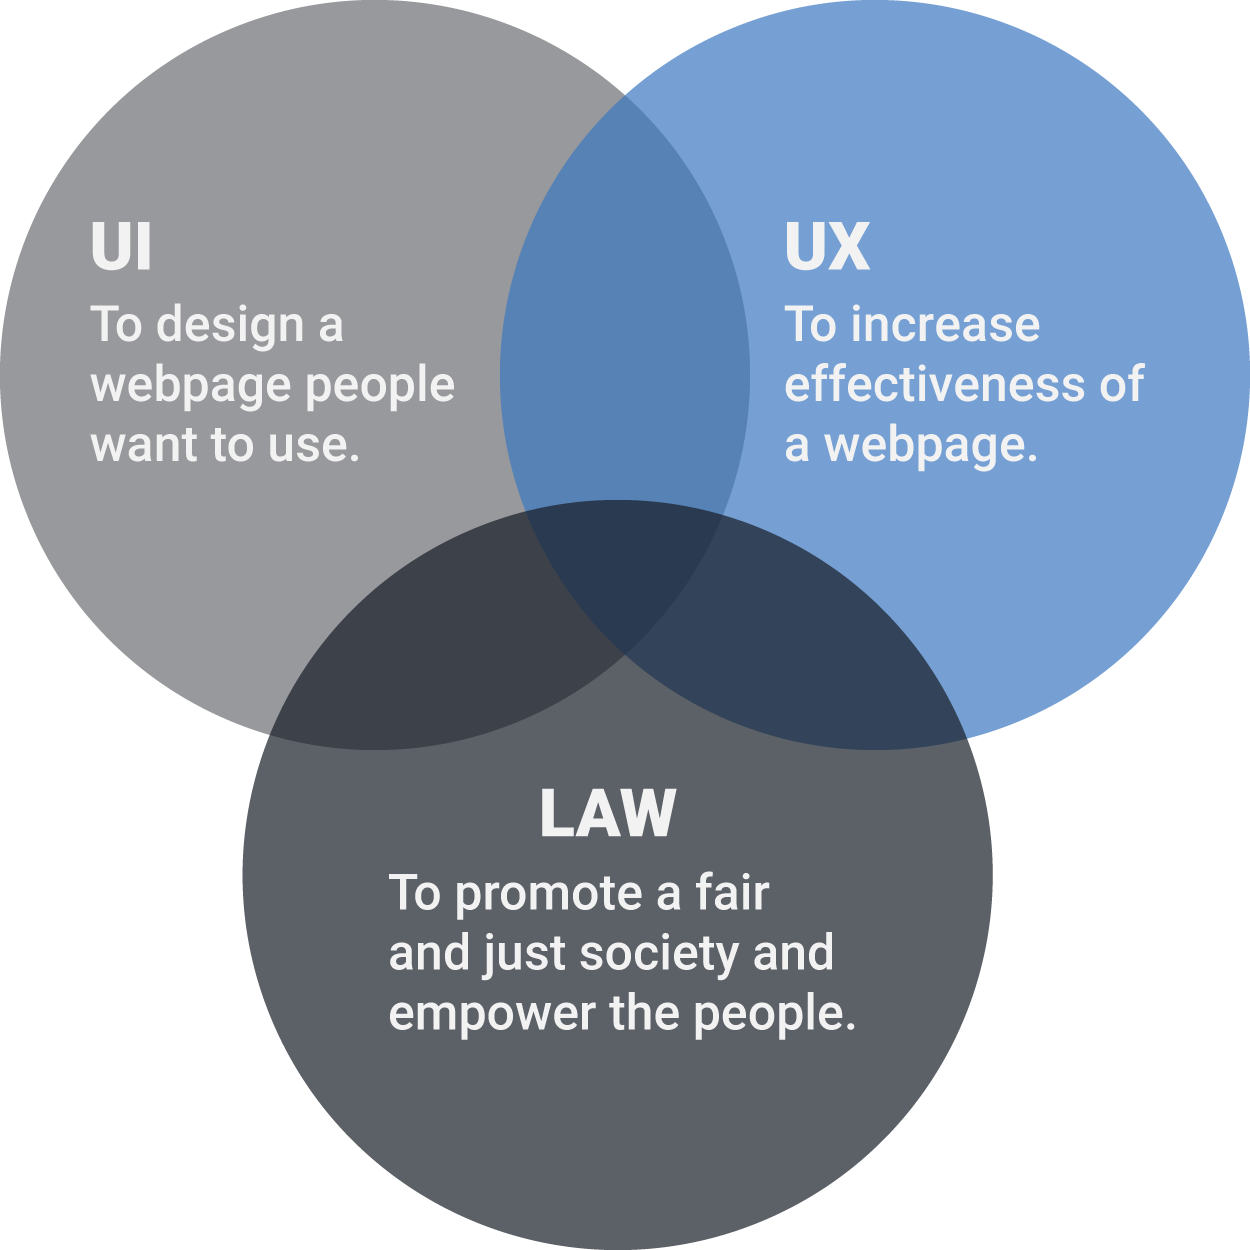 UI
To design a
webpage people
want to use.
UX
To increase
effectiveness of
a webpage.
LAW
To promote a fair
and just society and
empower the people.